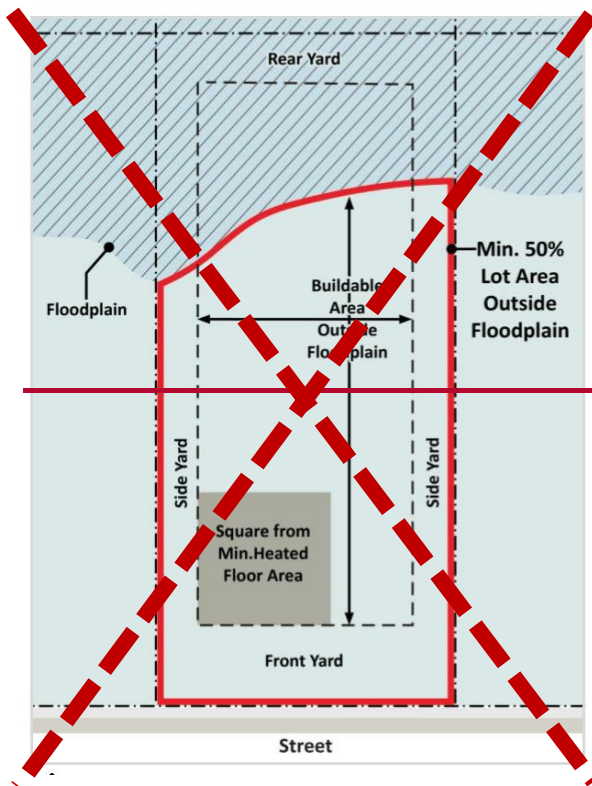 Rear Yard
Floodplain
Buildable
Area
Outside
Floodplain
Min. 50%
Lot Area
Outside
Floodplain
Side Yard
Side Yard
Square from
Min.Heated
Floor Area
Front Yard
Street